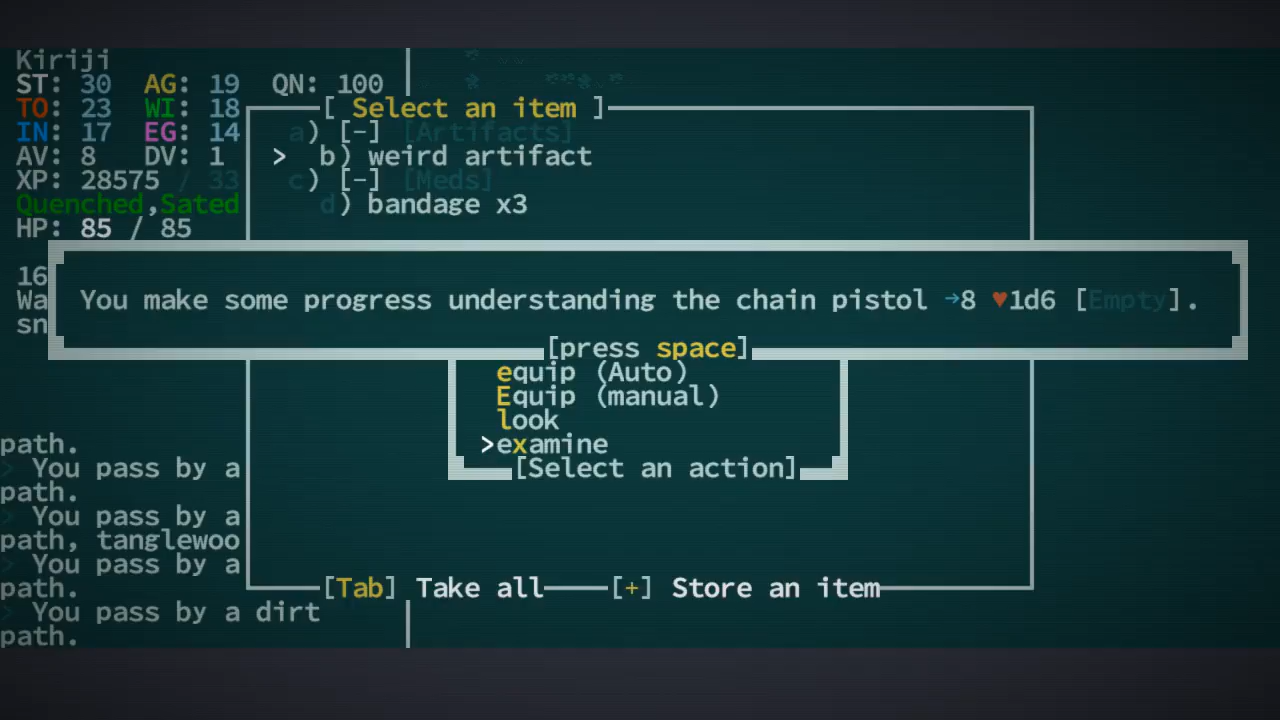 Kiriji
ST: 30 AG: 19 QN: 100
TO: 23 WI: 18
IN: 17 EG: 14
AV: 8 DV: 1
XP: 28575 / 33
Quenched,Sated
HP: 85 / 85
16
Wa
sn
[ Select an item ]
a) [-] [Artifacts]
> b) weird artifact
c) [-] [Meds]
d) bandage x3
You make some progress understanding the chain pistol →8 ♥1d6 [Empty].
[press space]
equip (Auto)
Equip (manual)
look
>examine
[Select an action]
path.
> You pass by a
path.
> You pass by a
path, tanglewoo
> You pass by a
path.
> You pass by a dirt
path.
[Tab] Take all [+] Store an item